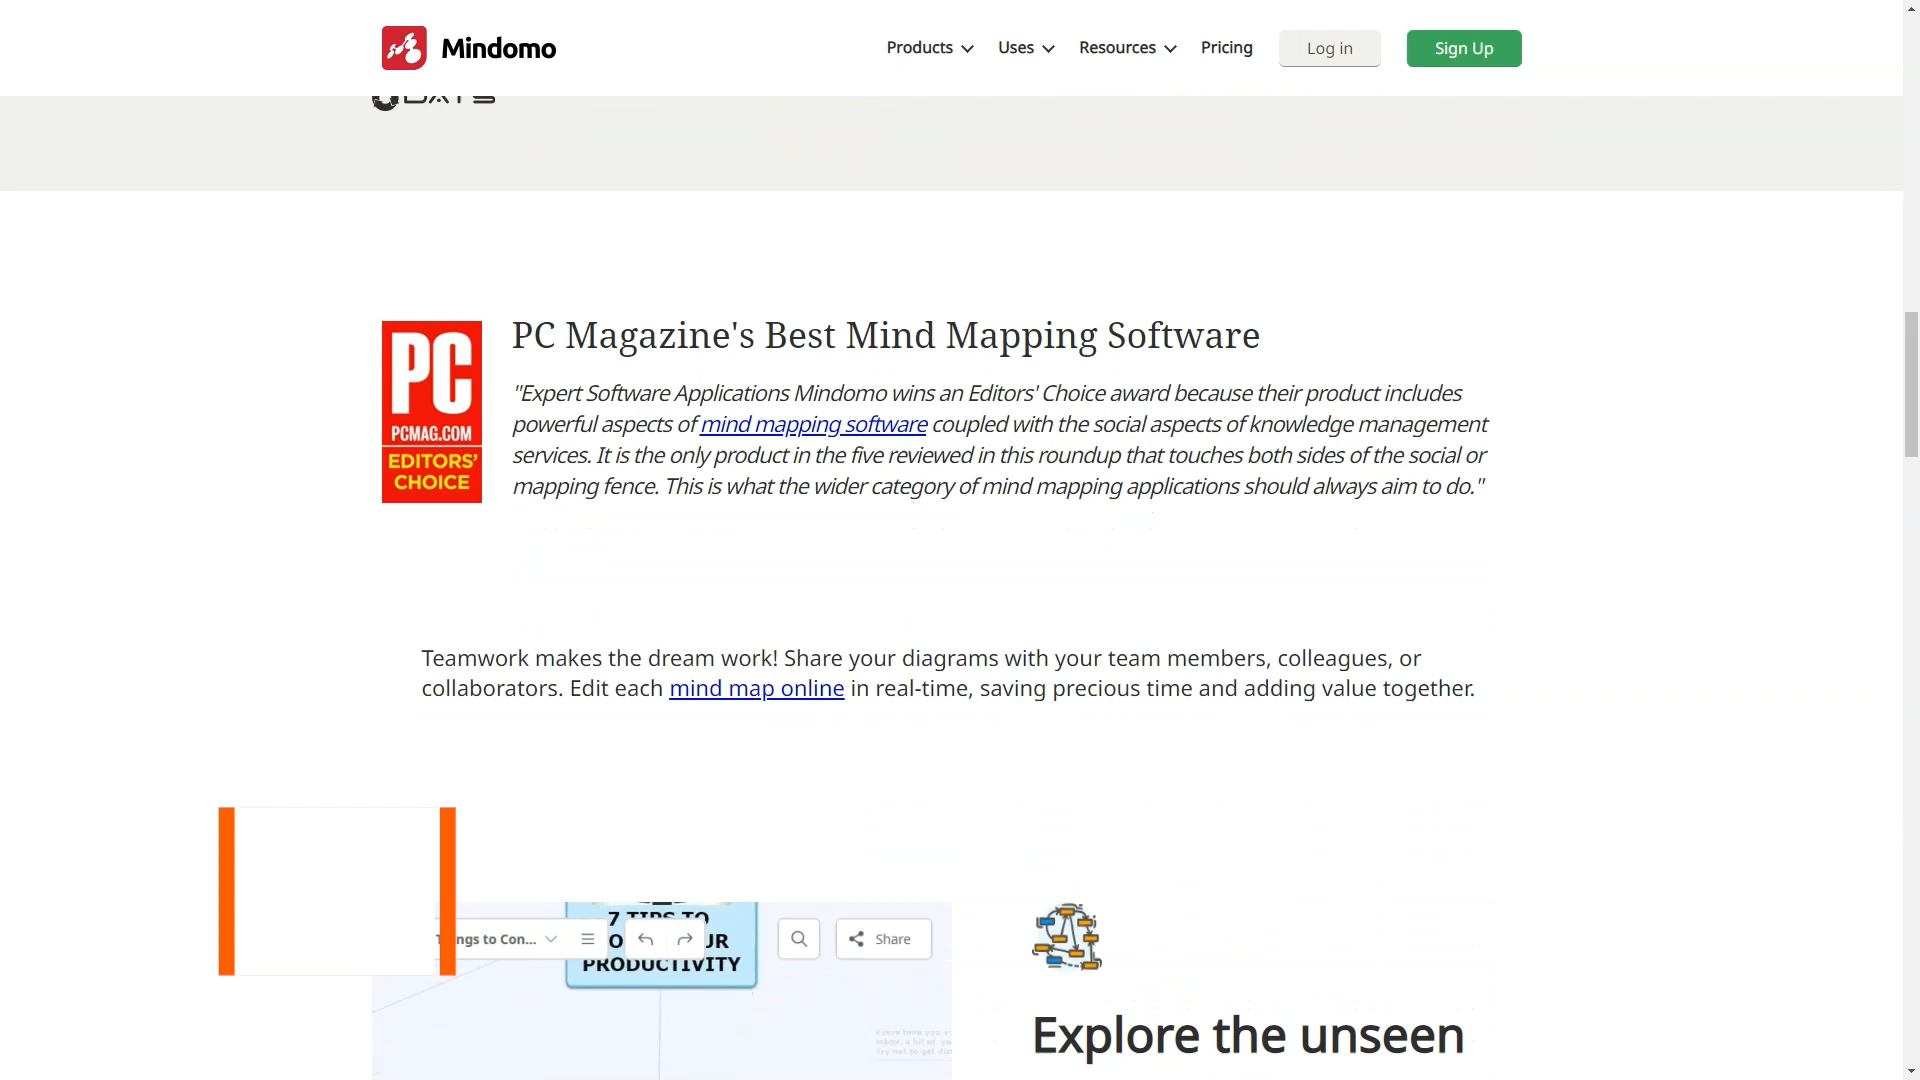 Mindomo
Products
Uses
Resources
Pricing
Log in
Sign Up
PC
PCMAG.COM
EDITORS'
CHOICE
PC Magazine's Best Mind Mapping Software
"Expert Software Applications Mindomo wins an Editors' Choice award because their product includes
powerful aspects of mind mapping software coupled with the social aspects of knowledge management
services. It is the only product in the five reviewed in this roundup that touches both sides of the social or
mapping fence. This is what the wider category of mind mapping applications should always aim to do."
Teamwork makes the dream work! Share your diagrams with your team members, colleagues, or
collaborators. Edit each mind map online in real-time, saving precious time and adding value together.
7 TIPS TO
ngs to Con...
PRODUCTIVITY
Share
Explore the unseen